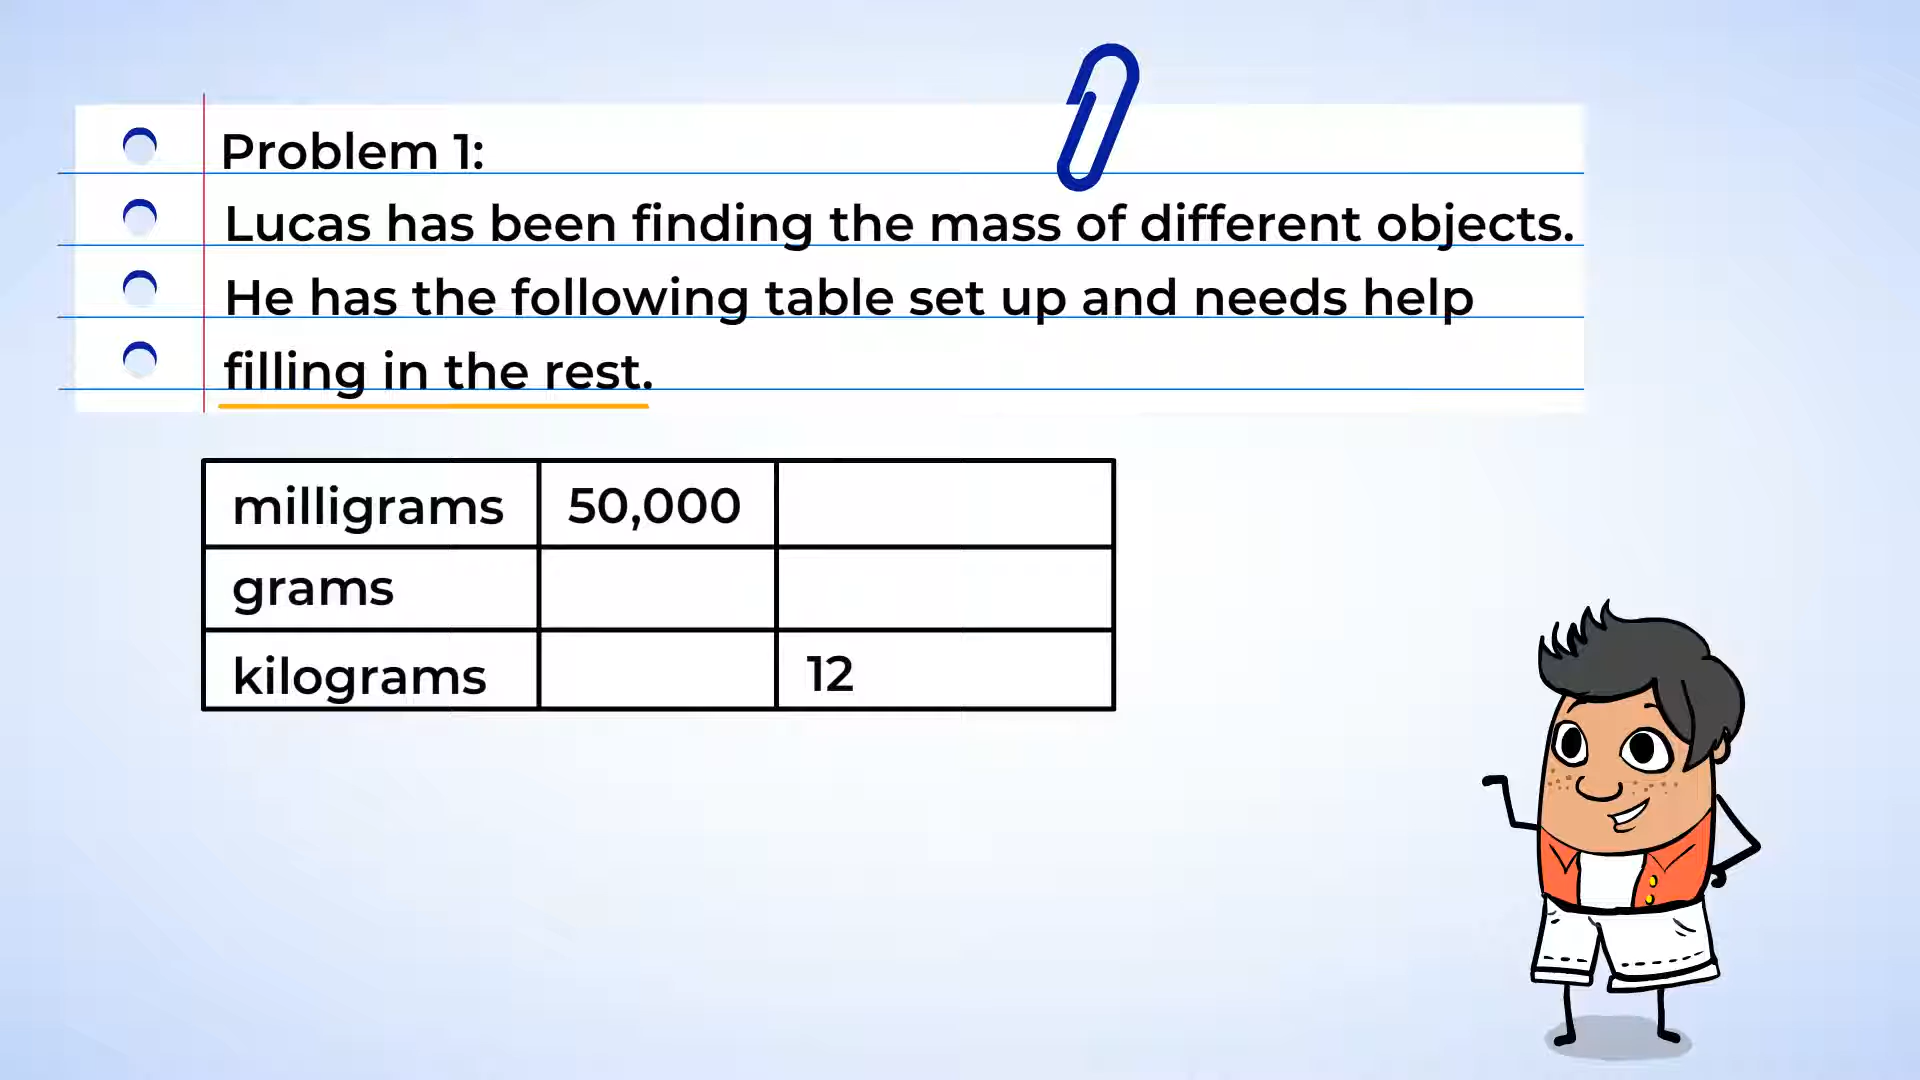 Problem 1:
Lucas has been finding the mass of different objects.
He has the following table set up and needs help
filling in the rest.
milligrams 50,000
grams
kilograms 12